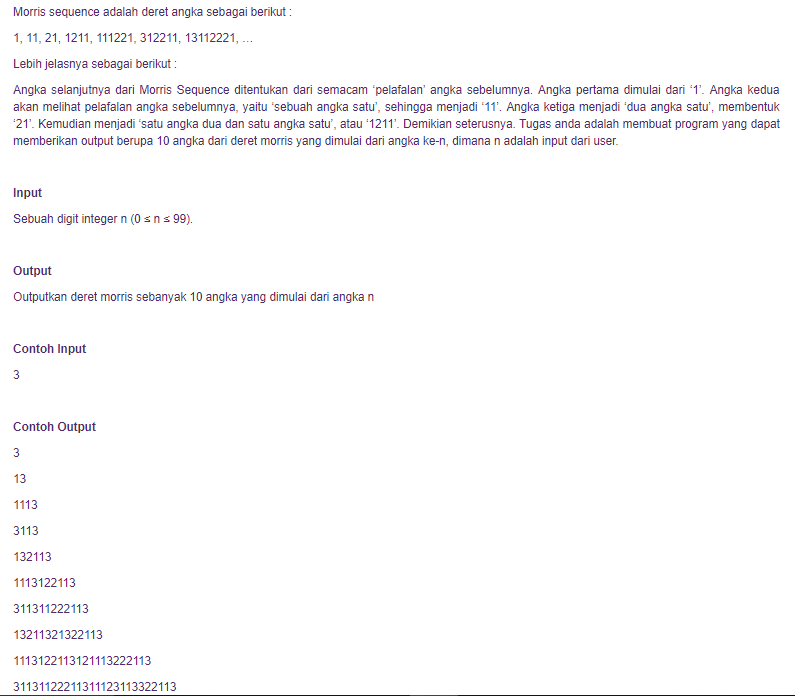 Morris sequence adalah deret angka sebagai berikut :
1, 11, 21, 1211, 111221, 312211, 13112221, …
Lebih jelasnya sebagai berikut :
Angka selanjutnya dari Morris Sequence ditentukan dari semacam ‘pelafalan’ angka sebelumnya. Angka pertama dimulai dari ‘1’. Angka kedua
akan melihat pelafalan angka sebelumnya, yaitu ‘sebuah angka satu’, sehingga menjadi ‘11’. Angka ketiga menjadi ‘dua angka satu’, membentuk
‘21’. Kemudian menjadi ‘satu angka dua dan satu angka satu’, atau ‘1211’. Demikian seterusnya. Tugas anda adalah membuat program yang dapat
memberikan output berupa 10 angka dari deret morris yang dimulai dari angka ke-n, dimana n adalah input dari user.
Input
Sebuah digit integer n (0 ≤ n ≤ 99).
Output
Outputkan deret morris sebanyak 10 angka yang dimulai dari angka n
Contoh Input
3
Contoh Output
3
13
1113
3113
132113
1113122113
311311222113
13211321322113
1113122113121113222113
31131122211311123113322113